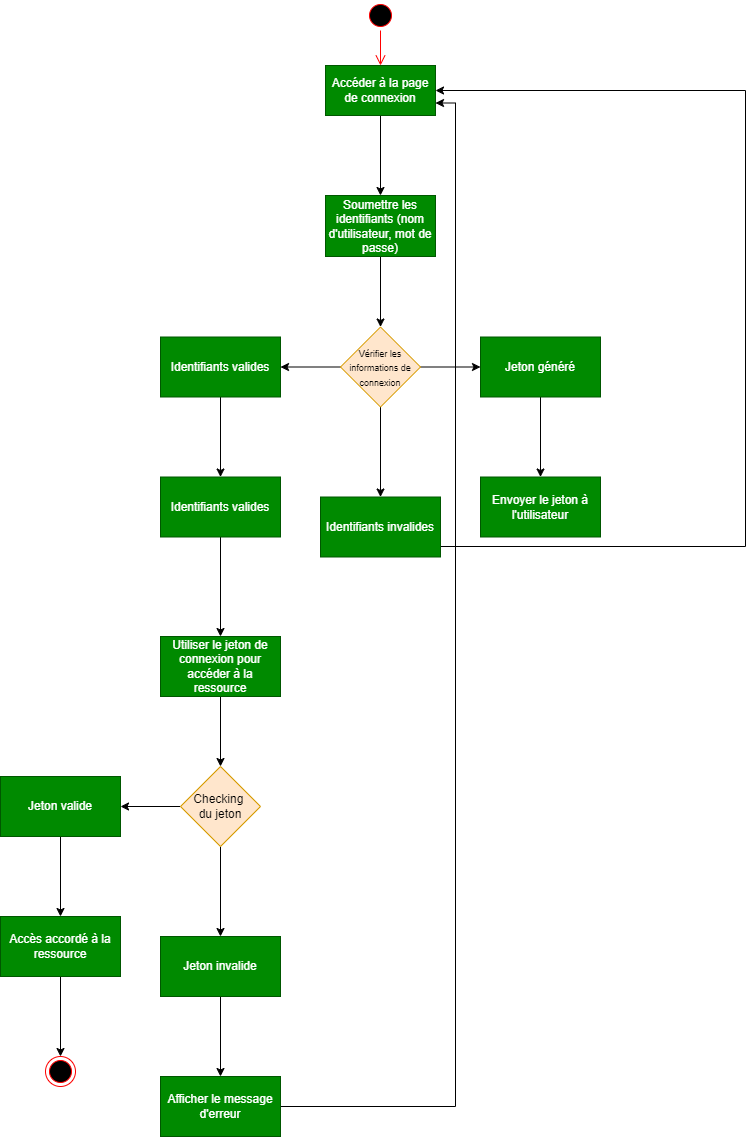 Accéder à la page
de connexion
Soumettre les
identifiants (nom
d'utilisateur, mot de
passe)
Vérifier les
informations de
connexion
Identifiants valides
Jeton généré
Identifiants valides
Identifiants invalides
Envoyer le jeton à
l'utilisateur
Utiliser le jeton de
connexion pour
accéder à la
ressource
Checking
du jeton
Jeton valide
Accès accordé à la
ressource
Jeton invalide
Afficher le message
d'erreur